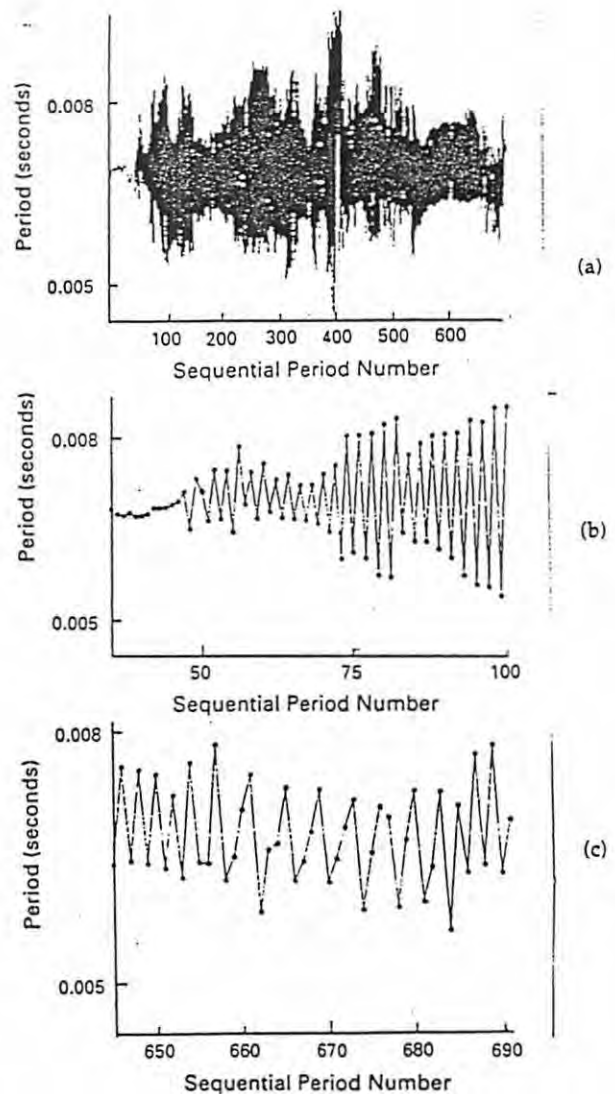 Period (seconds)
0.008
0.005
100 200 300 400 500 600
Sequential Period Number
(a)
Period (seconds)
0.008
0.005
50 75 100
Sequential Period Number
(b)
Period (seconds)
0.008
0.005
650 660 670 680 690
Sequential Period Number
(c)